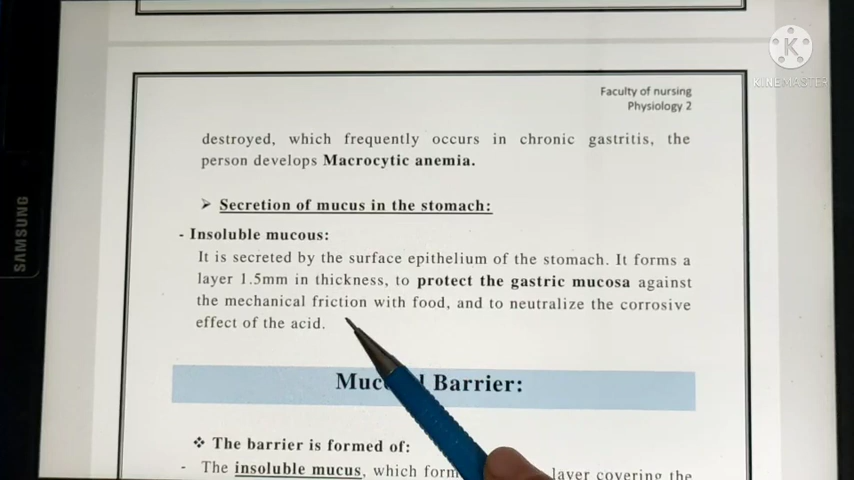 K
KINEMASTER
Faculty of nursing
Physiology 2
destroyed, which frequently occurs in chronic gastritis, the
person develops Macrocytic anemia.
➢ Secretion of mucus in the stomach:
- Insoluble mucous:
It is secreted by the surface epithelium of the stomach. It forms a
layer 1.5mm in thickness, to protect the gastric mucosa against
the mechanical friction with food, and to neutralize the corrosive
effect of the acid.
Barrier:
❖ The barrier is formed of:
- The insoluble mucus, which layer covering the
SAMSUNG